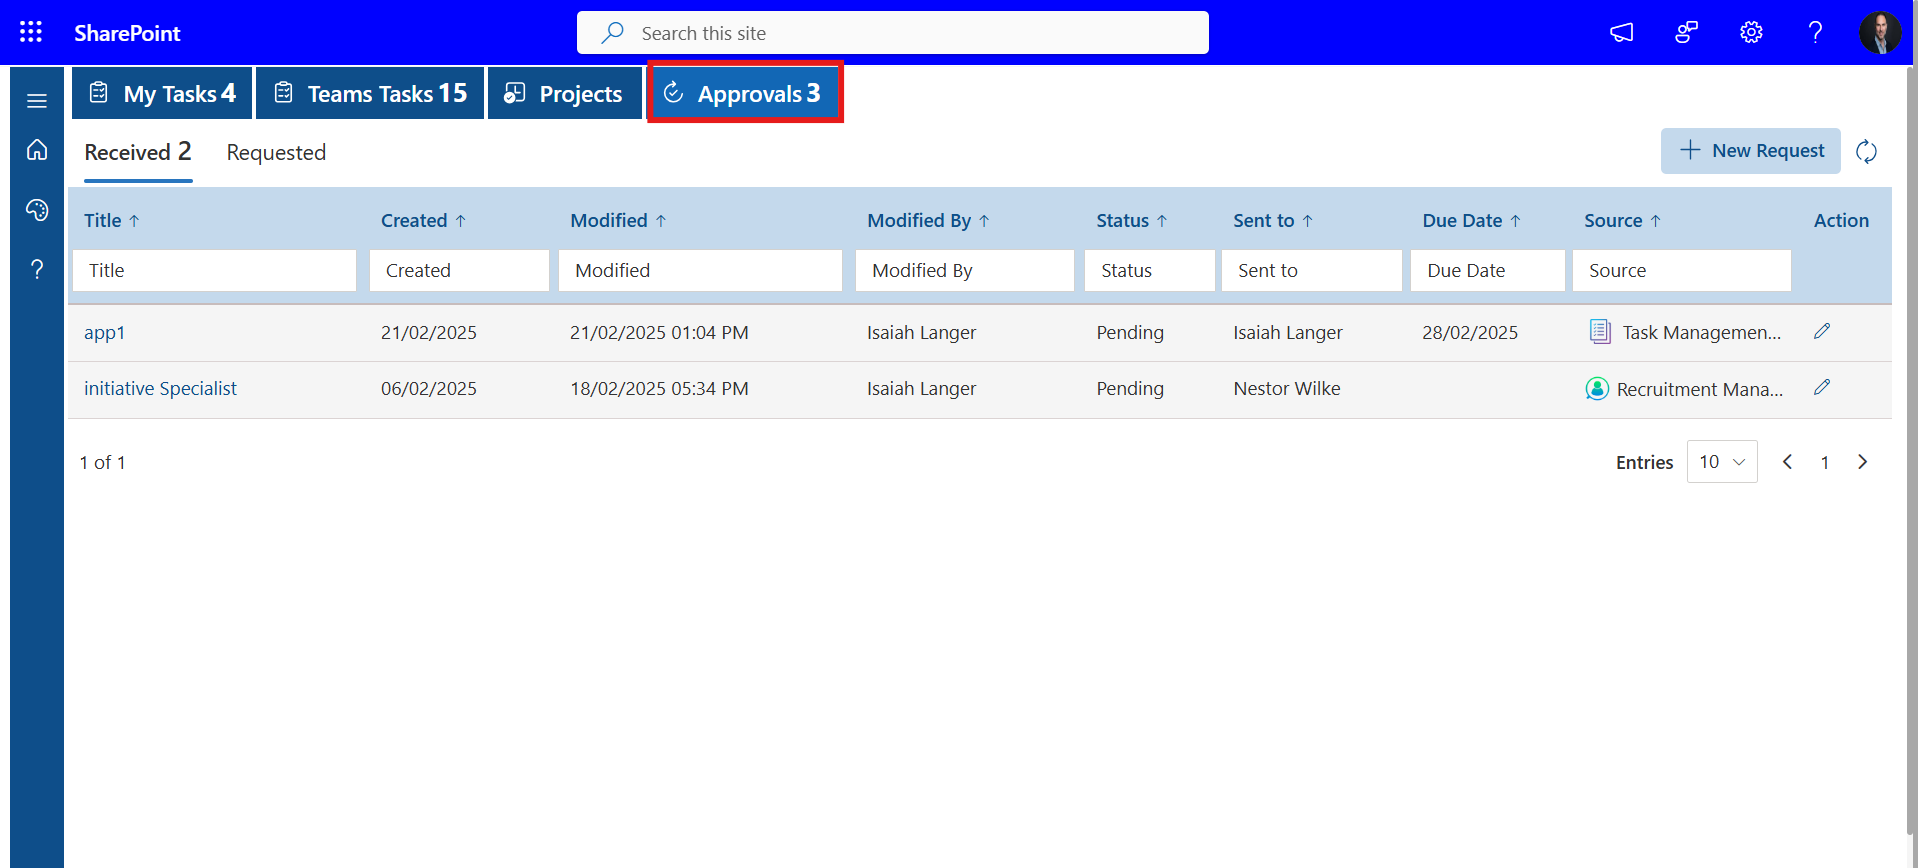 SharePoint
Search this site
My Tasks 4
Teams Tasks 15
Projects
Approvals 3
Received 2
Requested
New Request
Title ↑ Created ↑ Modified ↑ Modified By ↑ Status ↑ Sent to ↑ Due Date ↑ Source ↑ Action
Title Created Modified Modified By Status Sent to Due Date Source
app1 21/02/2025 21/02/2025 01:04 PM Isaiah Langer Pending Isaiah Langer 28/02/2025 Task Managemen...
initiative Specialist 06/02/2025 18/02/2025 05:34 PM Isaiah Langer Pending Nestor Wilke Recruitment Mana...
1 of 1
Entries 10 1